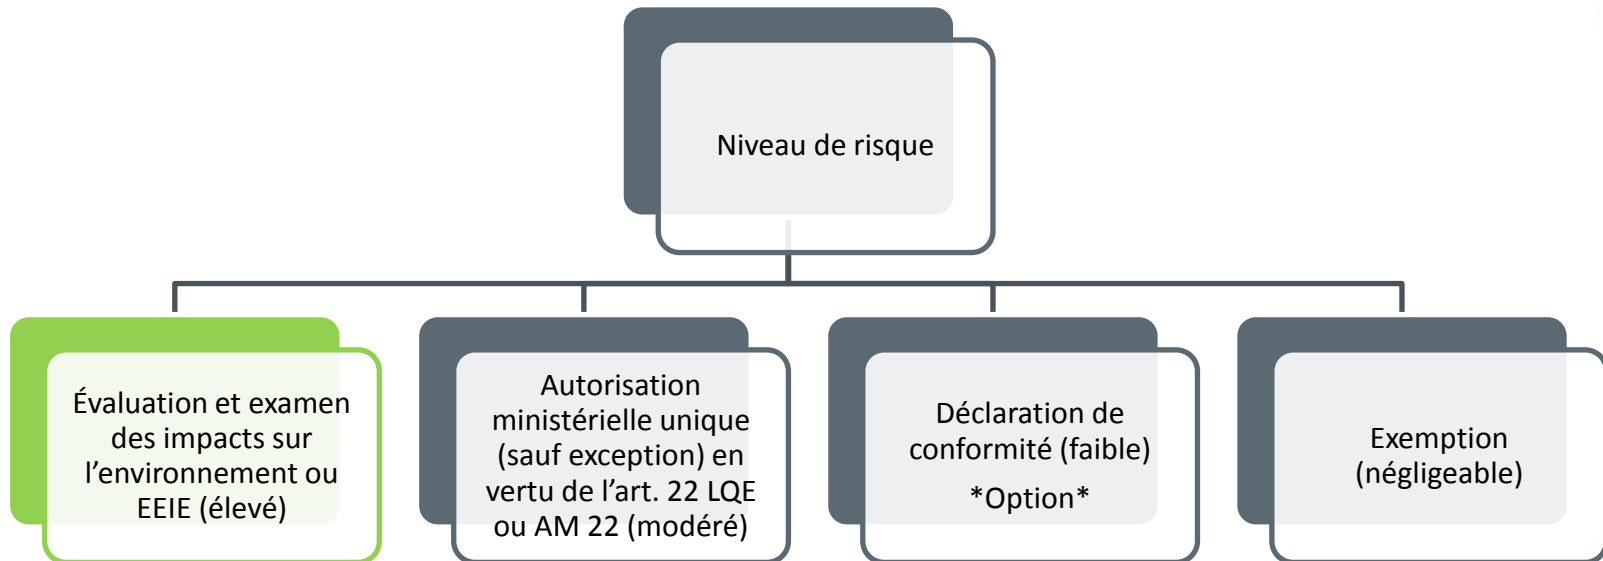 Niveau de risque
Évaluation et examen
des impacts sur
l’environnement ou
EEIE (élevé)
Autorisation
ministérielle unique
(sauf exception) en
vertu de l’art. 22 LQE
ou AM 22 (modéré)
Déclaration de
conformité (faible)
*Option*
Exemption
(négligeable)